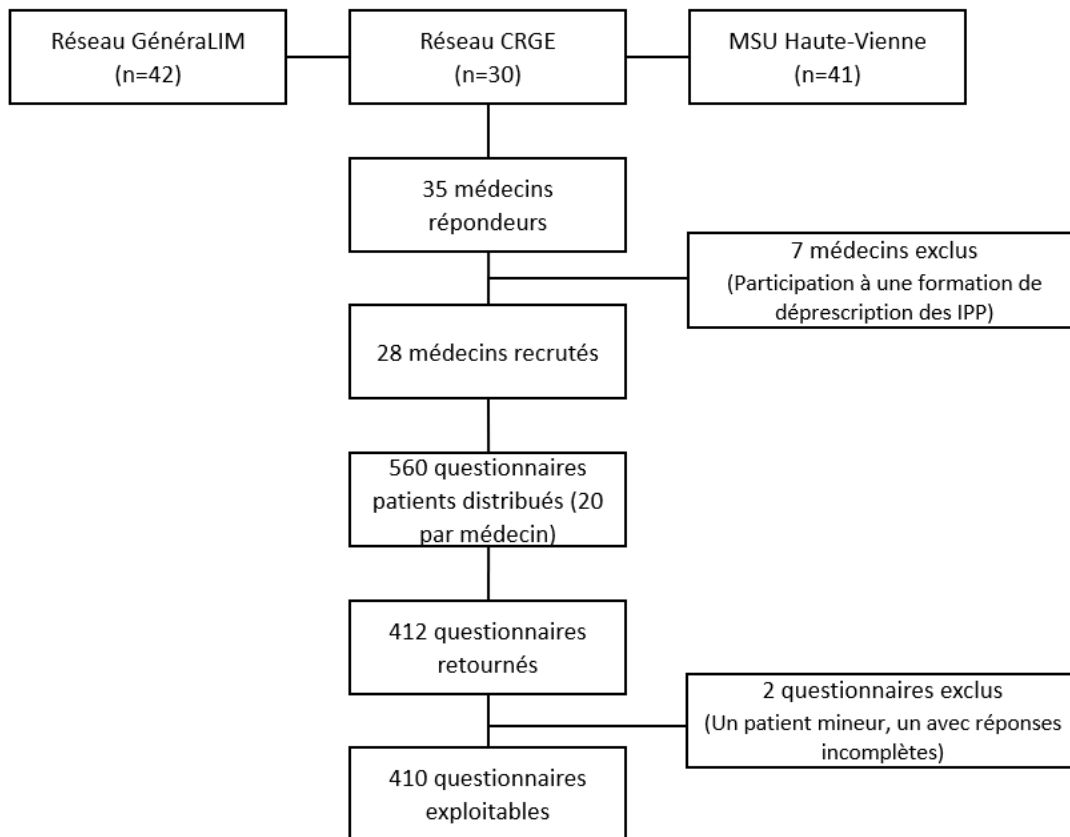 Réseau GénéraLIM
(n=42)
Réseau CRGE
(n=30)
MSU Haute-Vienne
(n=41)
35 médecins
répondeurs
7 médecins exclus
(Participation à une formation de
déprescription des IPP)
28 médecins recrutés
560 questionnaires
patients distribués (20
par médecin)
412 questionnaires
retournés
2 questionnaires exclus
(Un patient mineur, un avec réponses
incomplètes)
410 questionnaires
exploitables